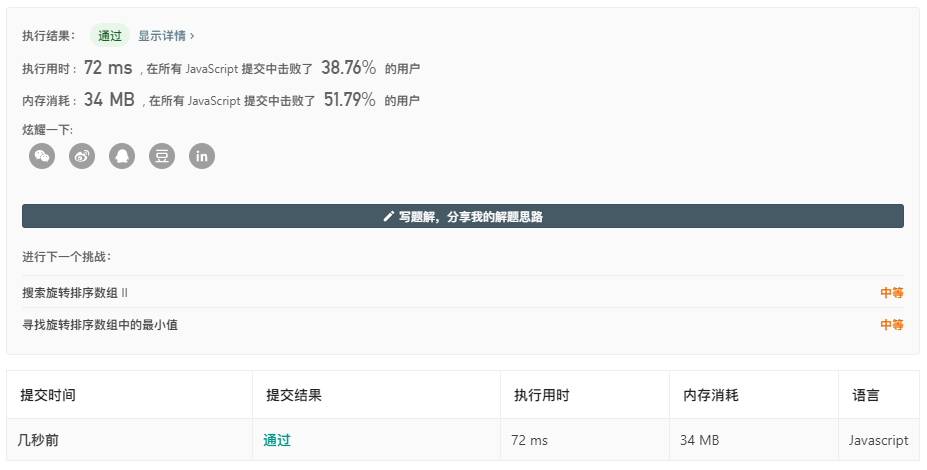 执行结果： 通过 显示详情 ›
执行用时 : 72 ms , 在所有 JavaScript 提交中击败了 38.76% 的用户
内存消耗 : 34 MB , 在所有 JavaScript 提交中击败了 51.79% 的用户
炫耀一下:
豆 in
写题解，分享我的解题思路
进行下一个挑战：
搜索旋转排序数组 II 中等
寻找旋转排序数组中的最小值 中等
提交时间 提交结果 执行用时 内存消耗 语言
几秒前 通过 72 ms 34 MB Javascript